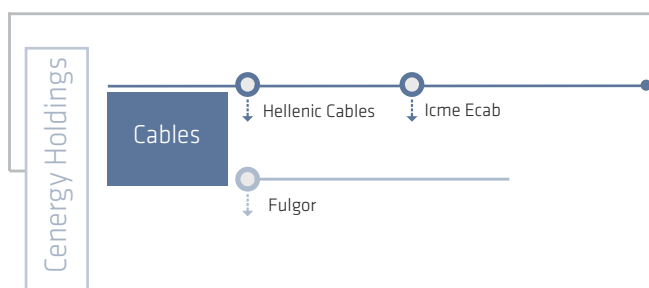 Cenergy Holdings
Cables
Hellenic Cables
Icme Ecab
Fulgor